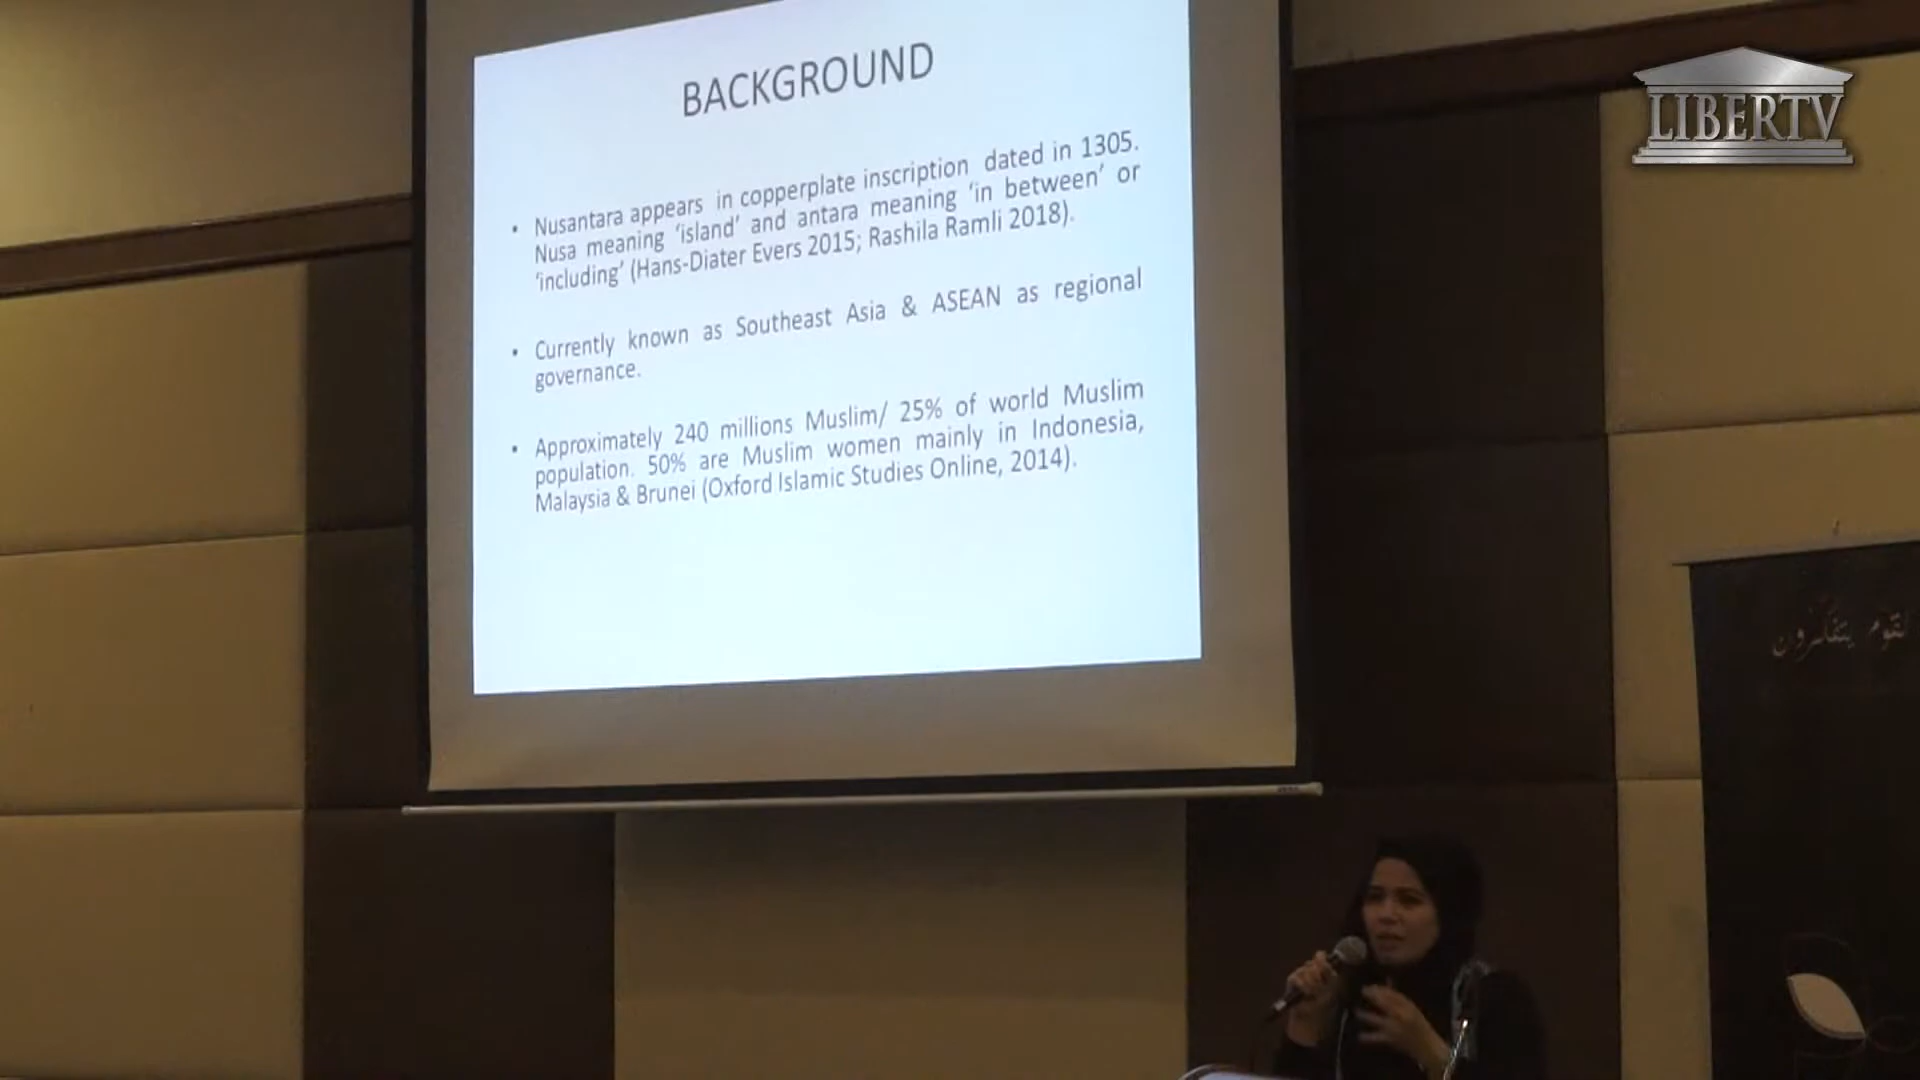 BACKGROUND
• Nusantara appears in copperplate inscription dated in 1305.
Nusa meaning ‘island’ and antara meaning ‘in between’ or
‘including’ (Hans-Diater Evers 2015; Rashila Ramli 2018).
• Currently known as Southeast Asia & ASEAN as regional
governance.
• Approximately 240 millions Muslim/ 25% of world Muslim
population. 50% are Muslim women mainly in Indonesia,
Malaysia & Brunei (Oxford Islamic Studies Online, 2014).
LIBERTV
لقوم يتفكرون